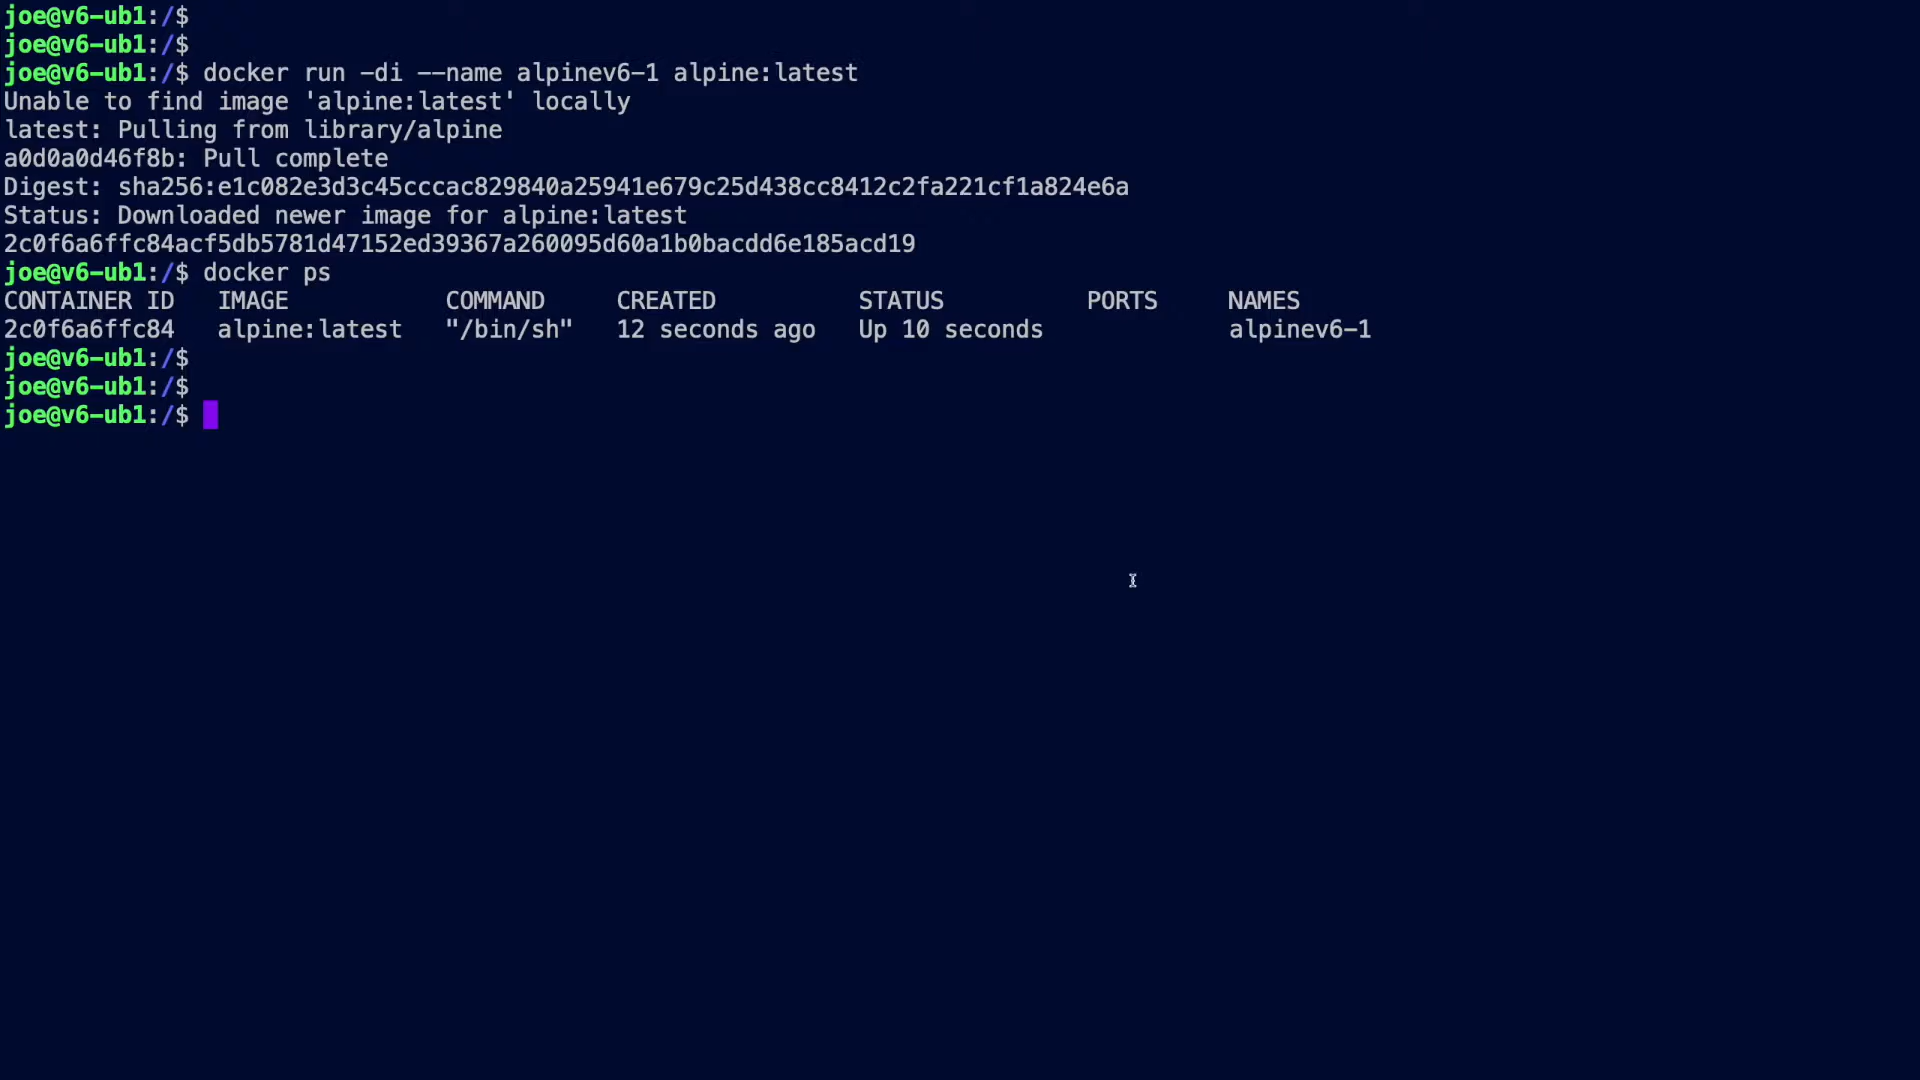 joe@v6-ub1:/$
joe@v6-ub1:/$
joe@v6-ub1:/$ docker run -di --name alpinev6-1 alpine:latest
Unable to find image 'alpine:latest' locally
latest: Pulling from library/alpine
a0d0a0d46f8b: Pull complete
Digest: sha256:e1c082e3d3c45cccac829840a25941e679c25d438cc8412c2fa221cf1a824e6a
Status: Downloaded newer image for alpine:latest
2c0f6a6ffc84acf5db5781d47152ed39367a260095d60a1b0bacdd6e185acd19
joe@v6-ub1:/$ docker ps
CONTAINER ID   IMAGE           COMMAND     CREATED          STATUS          PORTS     NAMES
2c0f6a6ffc84   alpine:latest   "/bin/sh"   12 seconds ago   Up 10 seconds             alpinev6-1
joe@v6-ub1:/$
joe@v6-ub1:/$
joe@v6-ub1:/$